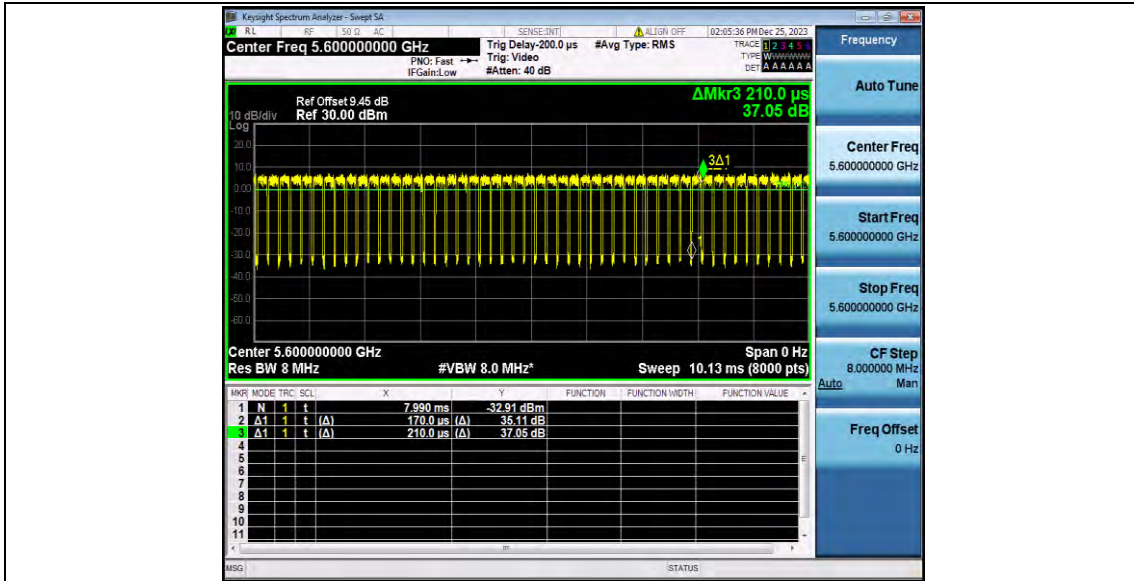 Keysight Spectrum Analyzer - Swept SA
RL RF 50 Ω AC SENSE:INT ALIGN OFF 02:05:36 PM Dec 25, 2023
Center Freq 5.600000000 GHz Trig Delay-200.0 µs #Avg Type: RMS TRACE 1 2 3 4 5 6
PNO: Fast Trig: Video TYPE W
IFGain:Low #Atten: 40 dB DET A A A A A A
ΔMkr3 210.0 µs
37.05 dB
Ref Offset 9.45 dB
10 dB/div Ref 30.00 dBm
Log
20.0
10.0
0.00
-10.0
-20.0
-30.0
-40.0
-50.0
-60.0
3Δ1
1
Center 5.600000000 GHz Span 0 Hz
Res BW 8 MHz #VBW 8.0 MHz* Sweep 10.13 ms (8000 pts)
MKR MODE TRC SCL X Y FUNCTION FUNCTION WIDTH FUNCTION VALUE
1 N 1 t 7.990 ms -32.91 dBm
2 Δ1 1 t (Δ) 170.0 µs (Δ) 35.11 dB
3 Δ1 1 t (Δ) 210.0 µs (Δ) 37.05 dB
4
5
6
7
8
9
10
11
MSG STATUS
Frequency
Auto Tune
Center Freq
5.600000000 GHz
Start Freq
5.600000000 GHz
Stop Freq
5.600000000 GHz
CF Step
8.000000 MHz
Auto Man
Freq Offset
0 Hz